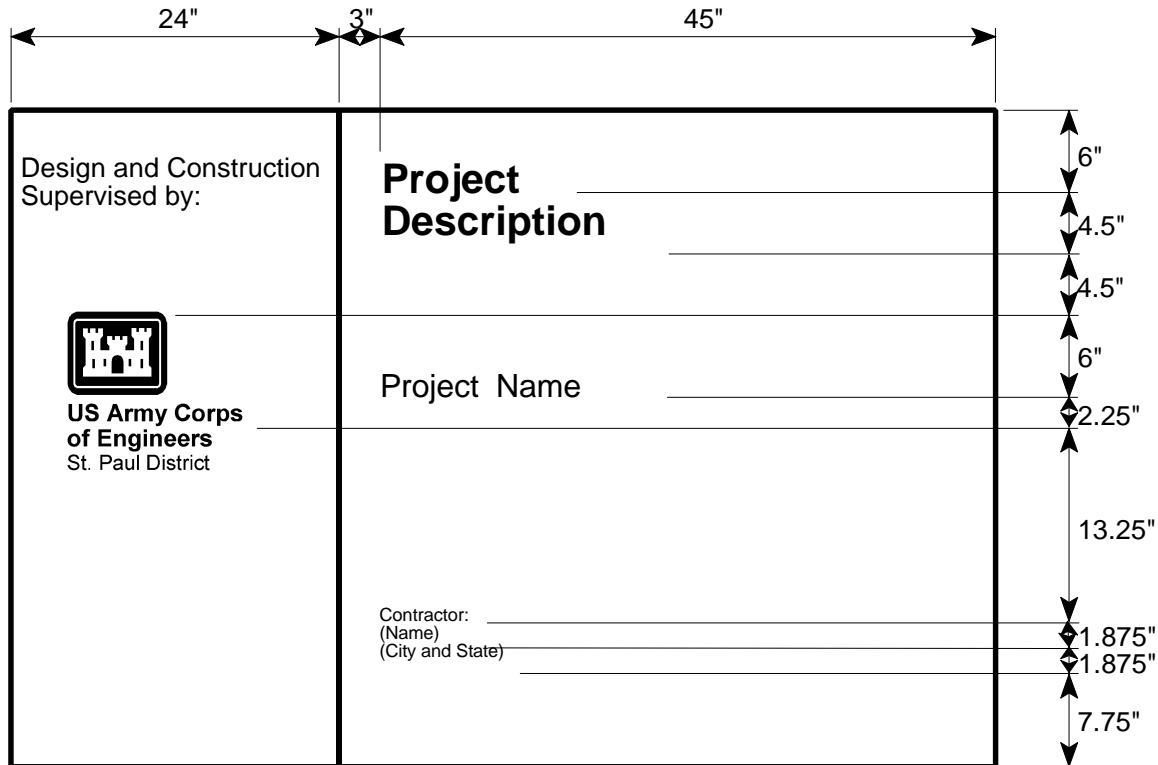 24" 3" 45"
Design and Construction
Supervised by:
Project
Description
6"
4.5"
4.5"
6"
Project Name
2.25"
US Army Corps
of Engineers
St. Paul District
13.25"
Contractor:
(Name)
(City and State)
1.875"
1.875"
7.75"